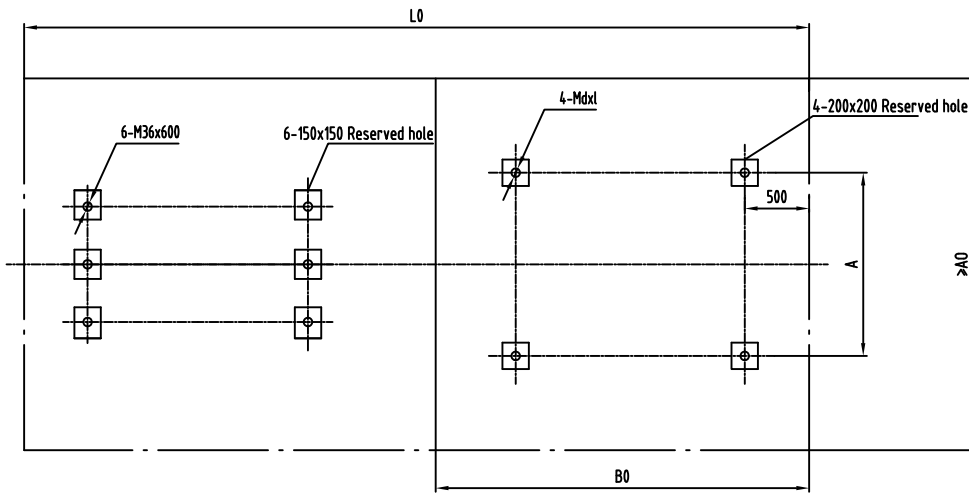 L0
4-Mdxl
4-200x200 Reserved hole
6-M36x600
6-150x150 Reserved hole
500
A
≥A0
B0